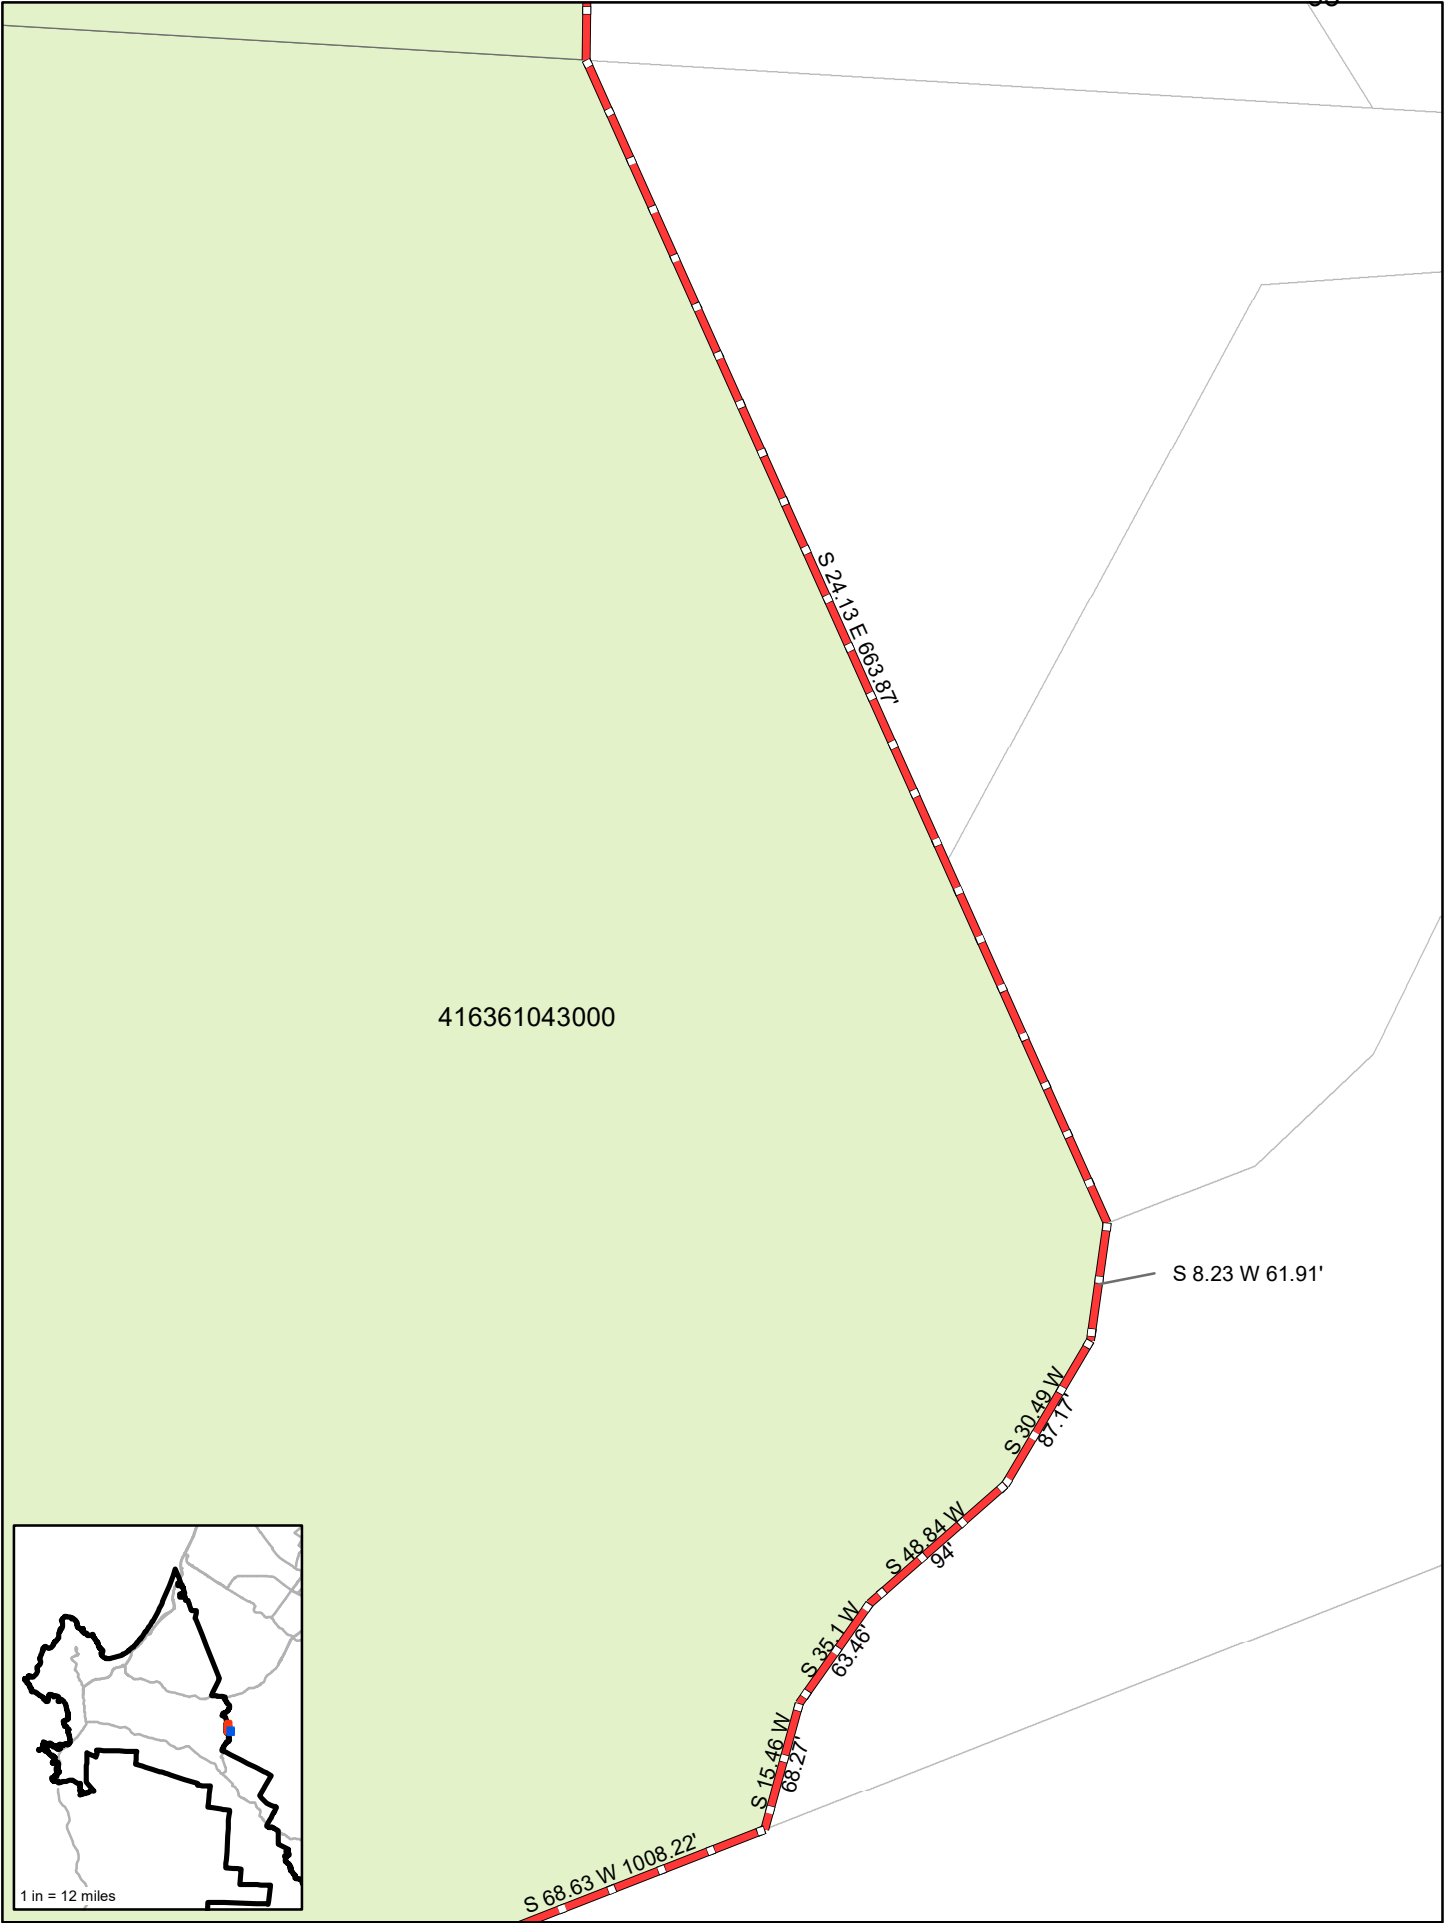 S 24.13 E 663.87'
416361043000
S 8.23 W 61.91'
S 30.49 W
87.17'
S 48.84 W
94'
S 35.1 W
63.46'
S 15.46 W
68.27'
S 68.63 W 1008.22'
1 in = 12 miles